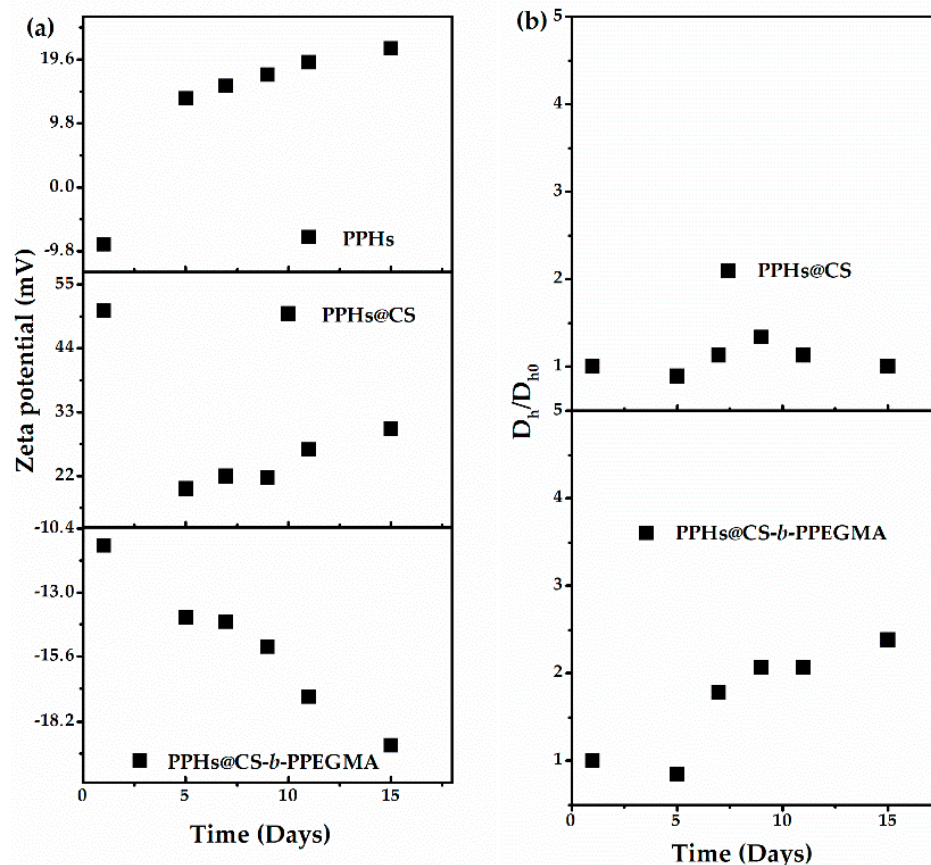 (a)
19.6
9.8
0.0
-9.8
PPHs
55
44
33
22
PPHs@CS
-10.4
-13.0
-15.6
-18.2
PPHs@CS-b-PPEGMA
0 5 10 15
Zeta potential (mV)
Time (Days)
(b)
5
4
3
2
1
PPHs@CS
5
4
3
2
1
PPHs@CS-b-PPEGMA
0 5 10 15
Dh/Dh0
Time (Days)